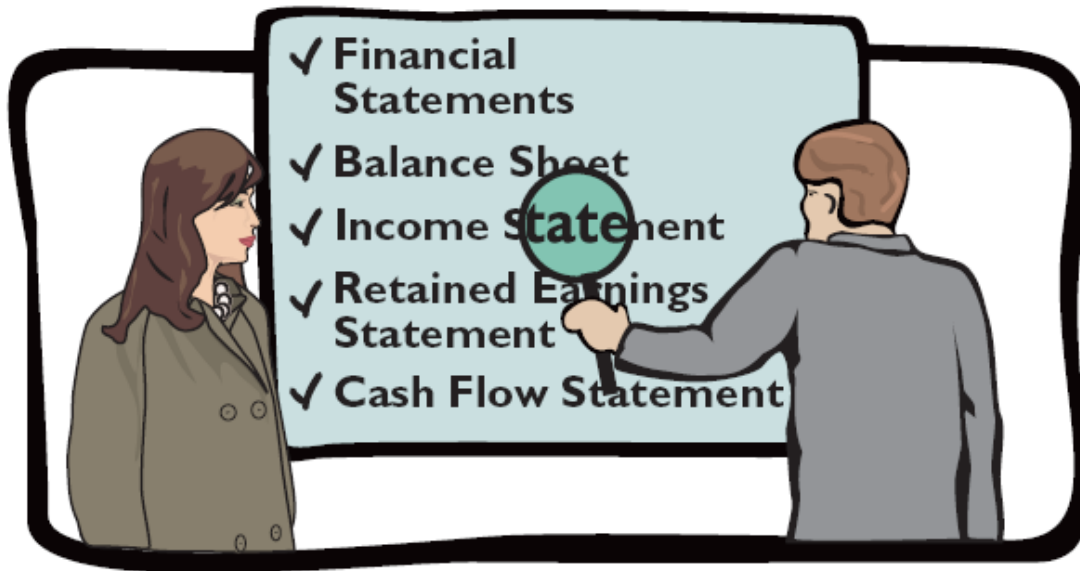 ✓ Financial
Statements
✓ Balance Sheet
✓ Income Statement
✓ Retained Earnings
Statement
✓ Cash Flow Statement